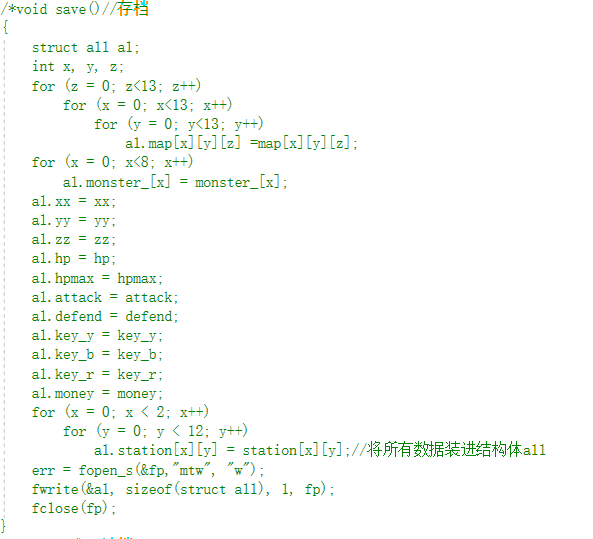 /*void save()//存档
{
struct all al;
int x, y, z;
for (z = 0; z<13; z++)
for (x = 0; x<13; x++)
for (y = 0; y<13; y++)
al.map[x][y][z] =map[x][y][z];
for (x = 0; x<8; x++)
al.monster_[x] = monster_[x];
al.xx = xx;
al.yy = yy;
al.zz = zz;
al.hp = hp;
al.hpmax = hpmax;
al.attack = attack;
al.defend = defend;
al.key_y = key_y;
al.key_b = key_b;
al.key_r = key_r;
al.money = money;
for (x = 0; x < 2; x++)
for (y = 0; y < 12; y++)
al.station[x][y] = station[x][y];//将所有数据装进结构体all
err = fopen_s(&fp,"mtw", "w");
fwrite(&al, sizeof(struct all), 1, fp);
fclose(fp);
}